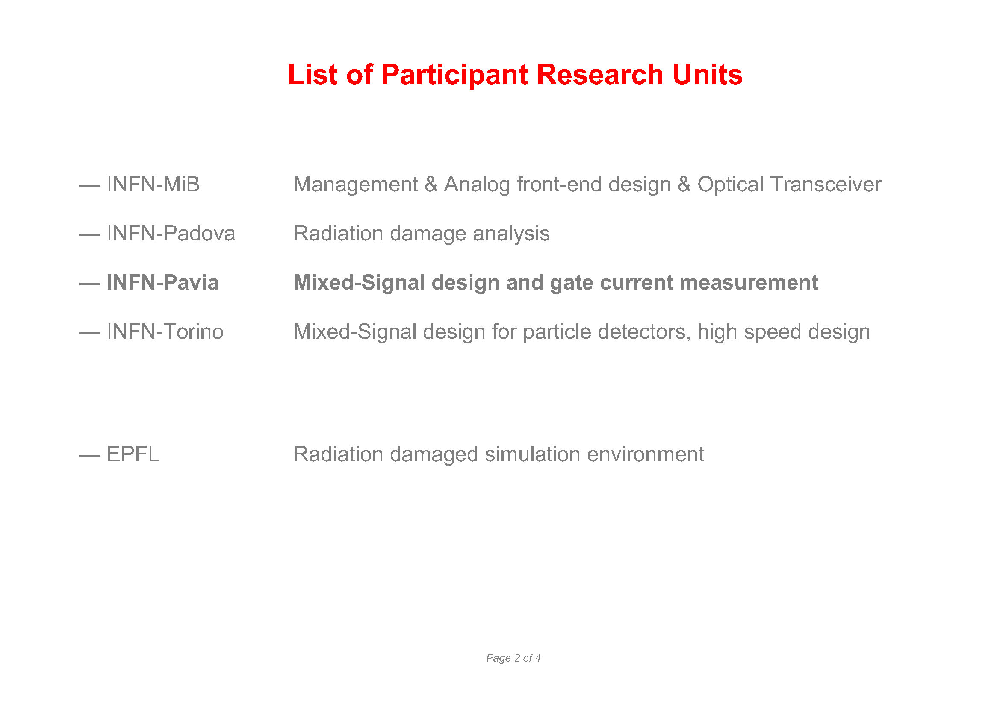 List of Participant Research Units
— INFN-MiB Management & Analog front-end design & Optical Transceiver
— INFN-Padova Radiation damage analysis
— INFN-Pavia Mixed-Signal design and gate current measurement
— INFN-Torino Mixed-Signal design for particle detectors, high speed design
— EPFL Radiation damaged simulation environment
Page 2 of 4